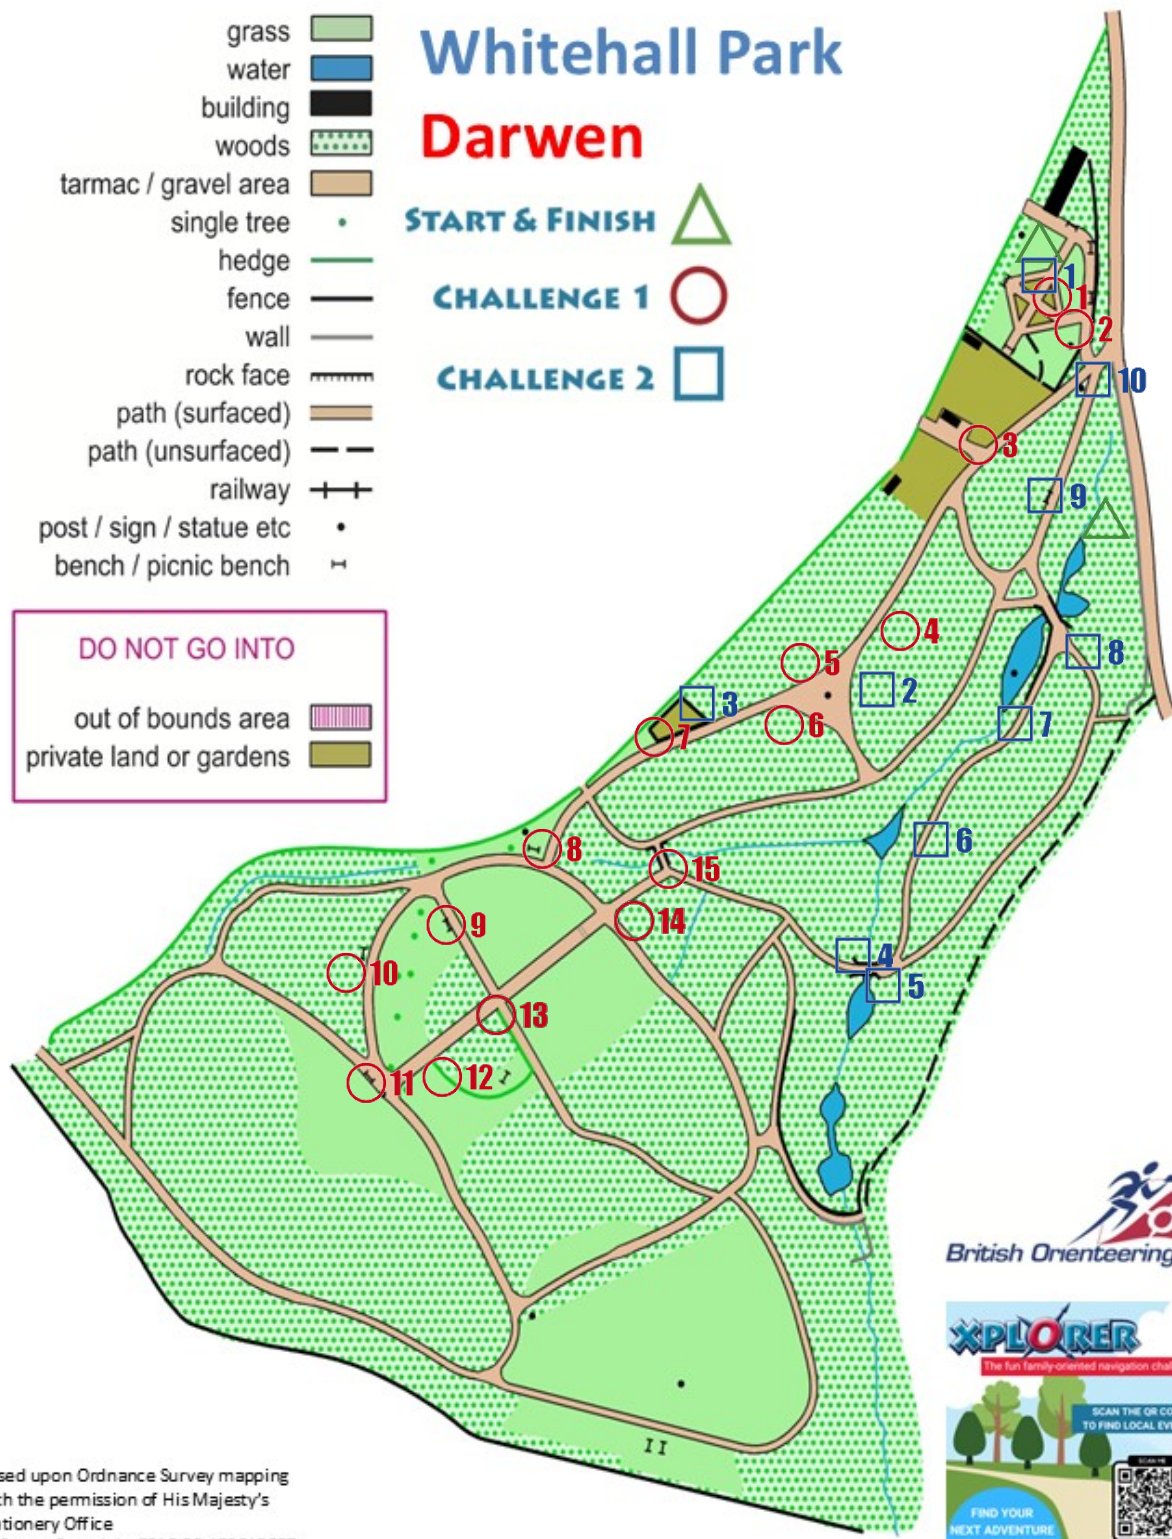 grass
water
building
woods
tarmac / gravel area
single tree
hedge
fence
wall
rock face
path (surfaced)
path (unsurfaced)
railway
post / sign / statue etc
bench / picnic bench
DO NOT GO INTO
out of bounds area
private land or gardens
Whitehall Park
Darwen
START & FINISH
CHALLENGE 1
CHALLENGE 2
1
1
2
10
3
9
4
5
2
8
3
6
7
7
6
8
15
14
9
4
10
5
13
12
11
British Orienteering
XPLORER
The fun family-oriented navigation chal
SCAN THE QR CO
TO FIND LOCAL EV
SCAN ME
FIND YOUR
NEXT ADVENTURE
sed upon Ordnance Survey mapping
th the permission of His Majesty's
tionery Office